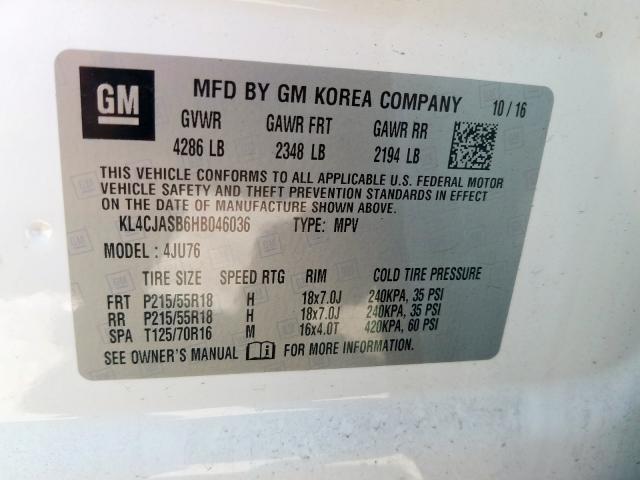 GM
MFD BY GM KOREA COMPANY 10/16
GVWR GAWR FRT GAWR RR
4286 LB 2348 LB 2194 LB
THIS VEHICLE CONFORMS TO ALL APPLICABLE U.S. FEDERAL MOTOR
VEHICLE SAFETY AND THEFT PREVENTION STANDARDS IN EFFECT
ON THE DATE OF MANUFACTURE SHOWN ABOVE.
KL4CJASB6HB046036 TYPE: MPV
MODEL: 4JU76
TIRE SIZE SPEED RTG RIM COLD TIRE PRESSURE
FRT P215/55R18 H 18x7.0J 240KPA, 35 PSI
RR P215/55R18 H 18x7.0J 240KPA, 35 PSI
SPA T125/70R16 M 16x4.0T 420KPA, 60 PSI
SEE OWNER'S MANUAL FOR MORE INFORMATION.